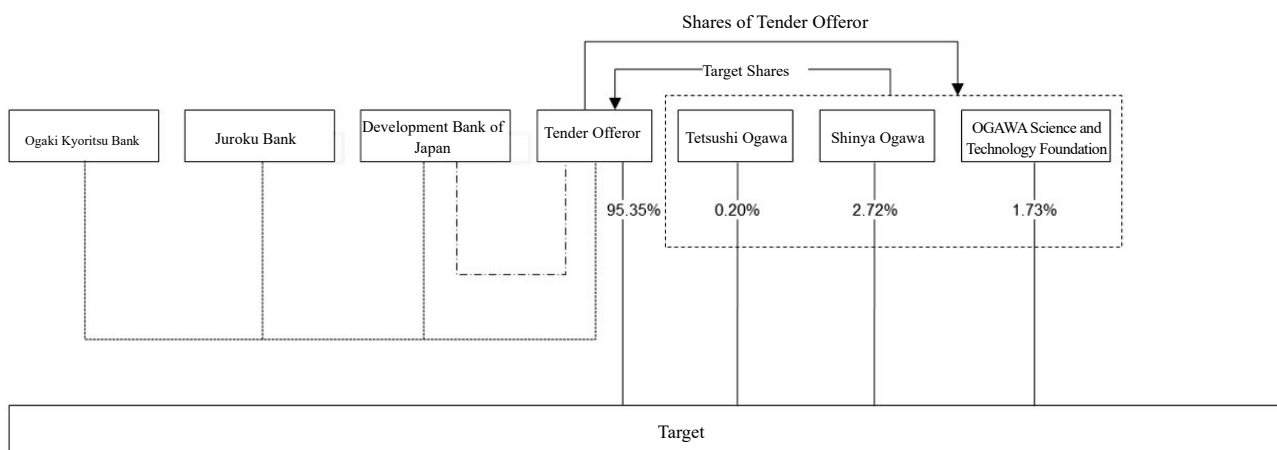 Shares of Tender Offeror
Target Shares
Ogaki Kyoritsu Bank
Juroku Bank
Development Bank of
Japan
Tender Offeror
Tetsushi Ogawa
Shinya Ogawa
OGAWA Science and
Technology Foundation
95.35%
0.20%
2.72%
1.73%
Target